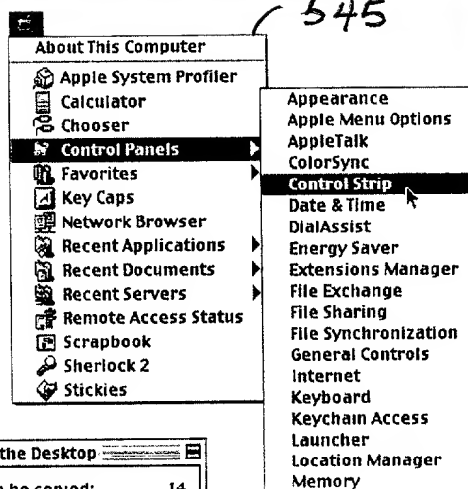 545
About This Computer
Apple System Profiler
Calculator
Chooser
Control Panels
Favorites
Key Caps
Network Browser
Recent Applications
Recent Documents
Recent Servers
Remote Access Status
Scrapbook
Sherlock 2
Stickies
Appearance
Apple Menu Options
AppleTalk
ColorSync
Control Strip
Date & Time
DialAssist
Energy Saver
Extensions Manager
File Exchange
File Sharing
File Synchronization
General Controls
Internet
Keyboard
Keychain Access
Launcher
Location Manager
Memory
the Desktop
be copied: 14